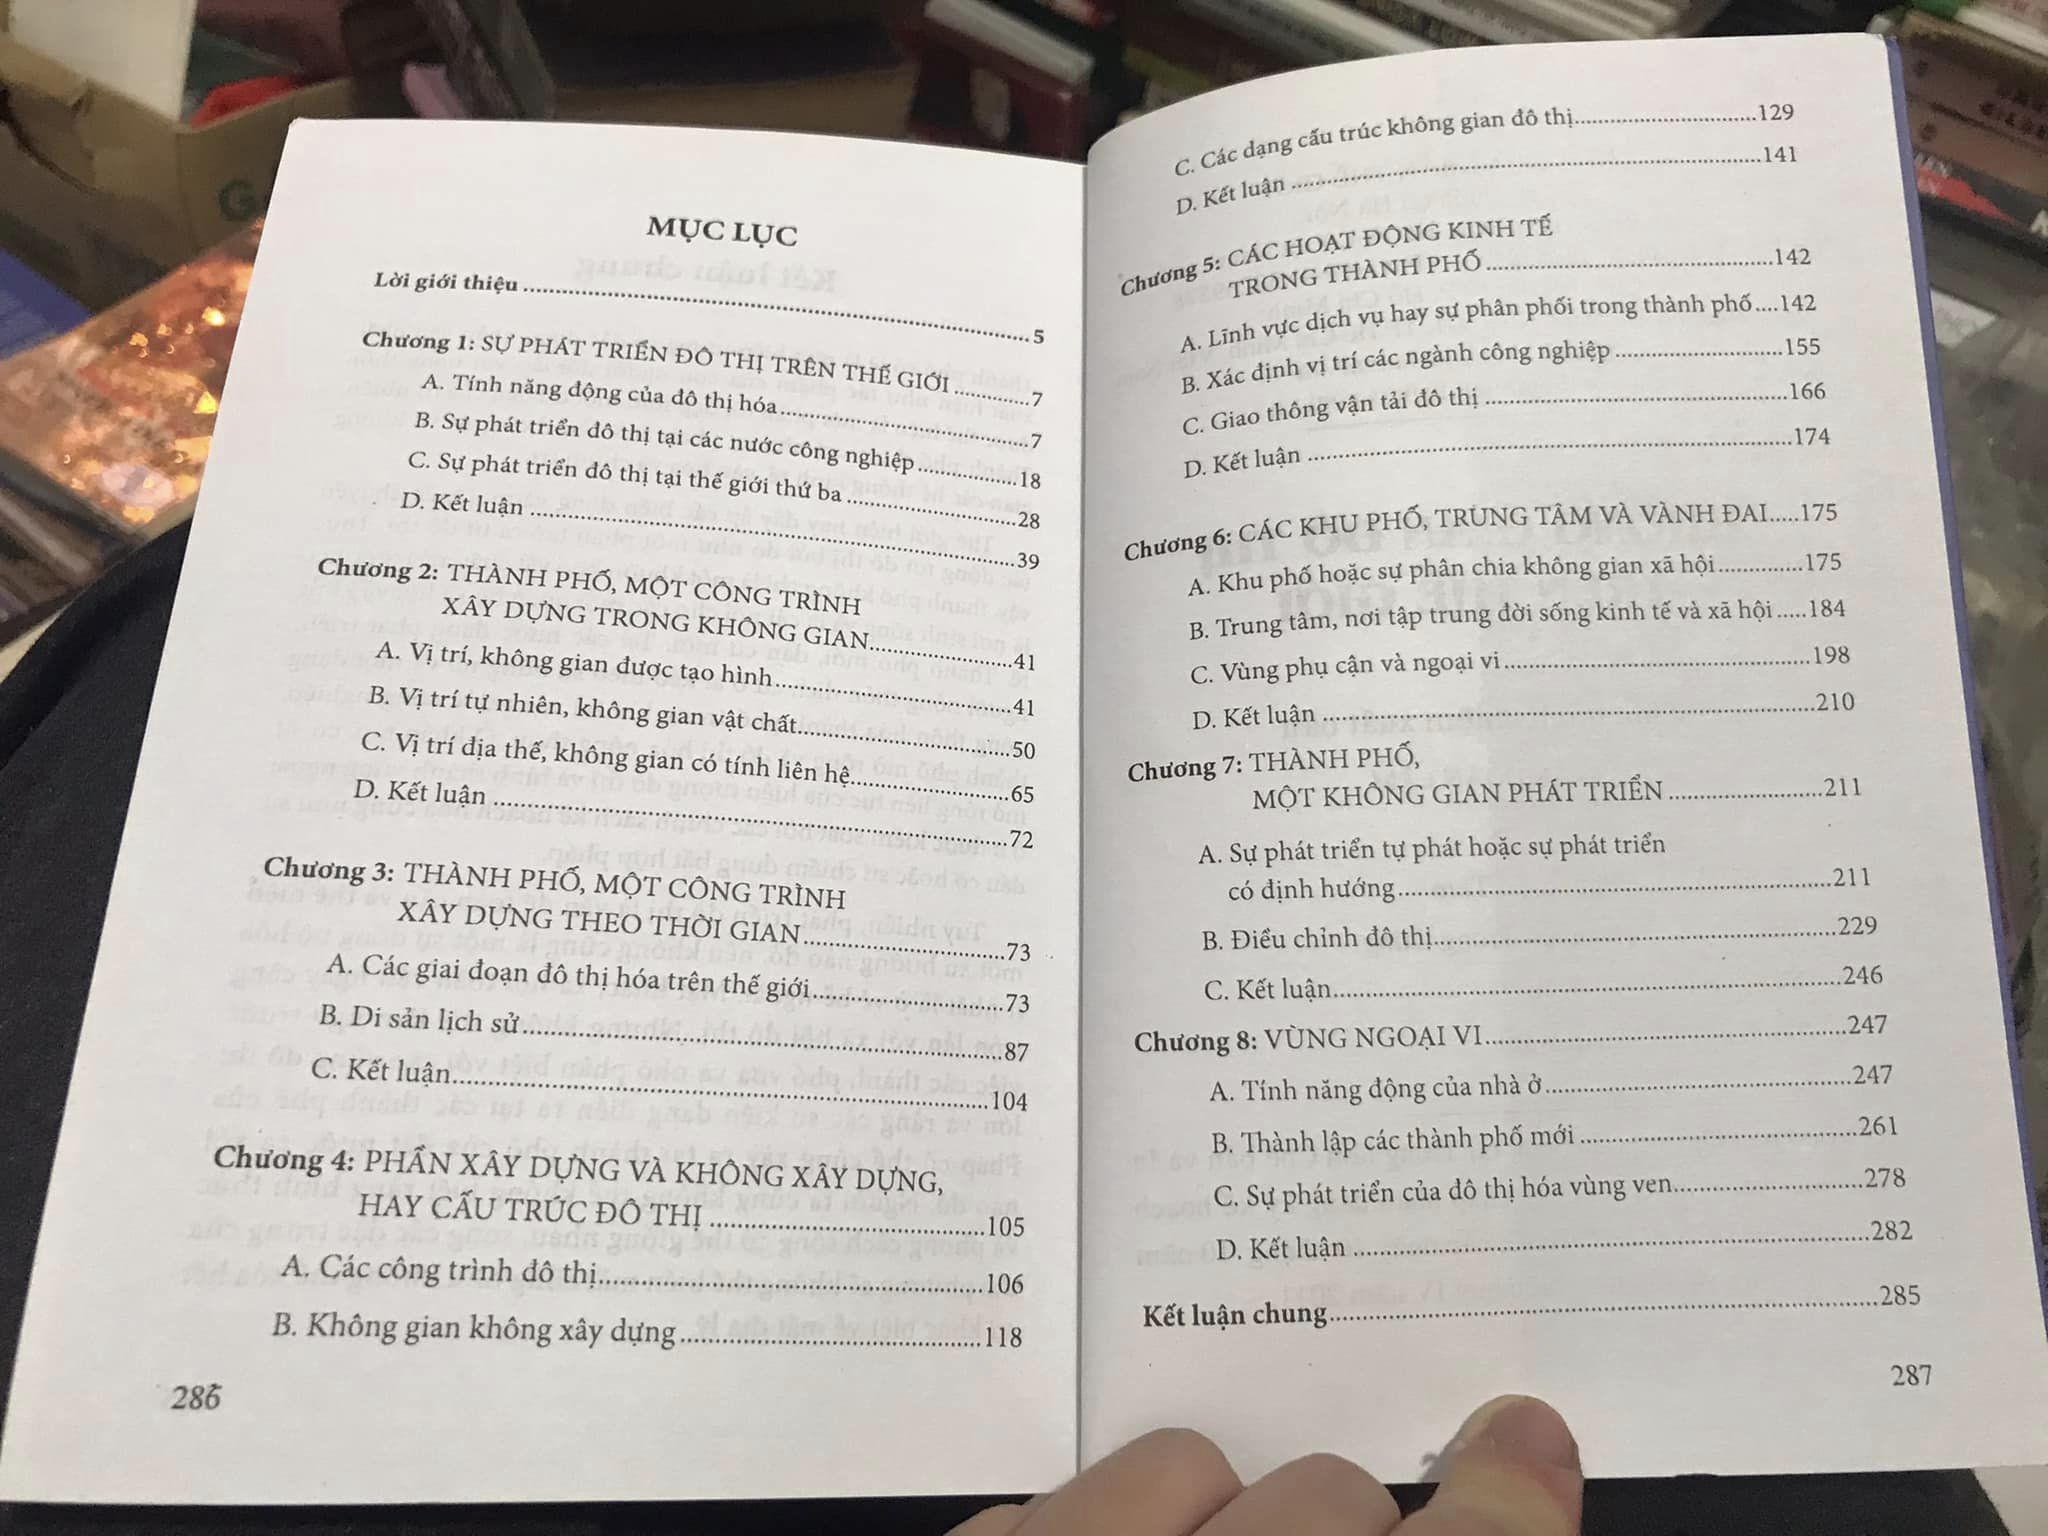 MỤC LỤC
Lời giới thiệu ..... 5
Chương 1: SỰ PHÁT TRIỂN ĐÔ THỊ TRÊN THẾ GIỚI ..... 7
A. Tính năng động của đô thị hóa ..... 7
B. Sự phát triển đô thị tại các nước công nghiệp ..... 18
C. Sự phát triển đô thị tại thế giới thứ ba ..... 28
D. Kết luận ..... 39
Chương 2: THÀNH PHỐ, MỘT CÔNG TRÌNH
XÂY DỰNG TRONG KHÔNG GIAN ..... 41
A. Vị trí, không gian được tạo hình ..... 41
B. Vị trí tự nhiên, không gian vật chất ..... 50
C. Vị trí địa thế, không gian có tính liên hệ ..... 65
D. Kết luận ..... 72
Chương 3: THÀNH PHỐ, MỘT CÔNG TRÌNH
XÂY DỰNG THEO THỜI GIAN ..... 73
A. Các giai đoạn đô thị hóa trên thế giới ..... 73
B. Di sản lịch sử ..... 87
C. Kết luận ..... 104
Chương 4: PHẦN XÂY DỰNG VÀ KHÔNG XÂY DỰNG,
HAY CẤU TRÚC ĐÔ THỊ ..... 105
A. Các công trình đô thị ..... 106
B. Không gian không xây dựng ..... 118
286
C. Các dạng cấu trúc không gian đô thị ..... 129
D. Kết luận ..... 141
Chương 5: CÁC HOẠT ĐỘNG KINH TẾ
TRONG THÀNH PHỐ ..... 142
A. Lĩnh vực dịch vụ hay sự phân phối trong thành phố .... 142
B. Xác định vị trí các ngành công nghiệp ..... 155
C. Giao thông vận tải đô thị ..... 166
D. Kết luận ..... 174
Chương 6: CÁC KHU PHỐ, TRUNG TÂM VÀ VÀNH ĐAI ..... 175
A. Khu phố hoặc sự phân chia không gian xã hội ..... 175
B. Trung tâm, nơi tập trung đời sống kinh tế và xã hội ..... 184
C. Vùng phụ cận và ngoại vi ..... 198
D. Kết luận ..... 210
Chương 7: THÀNH PHỐ,
MỘT KHÔNG GIAN PHÁT TRIỂN ..... 211
A. Sự phát triển tự phát hoặc sự phát triển
có định hướng ..... 211
B. Điều chỉnh đô thị ..... 229
C. Kết luận ..... 246
Chương 8: VÙNG NGOẠI VI ..... 247
A. Tính năng động của nhà ở ..... 247
B. Thành lập các thành phố mới ..... 261
C. Sự phát triển của đô thị hóa vùng ven ..... 278
D. Kết luận ..... 282
Kết luận chung ..... 285
287